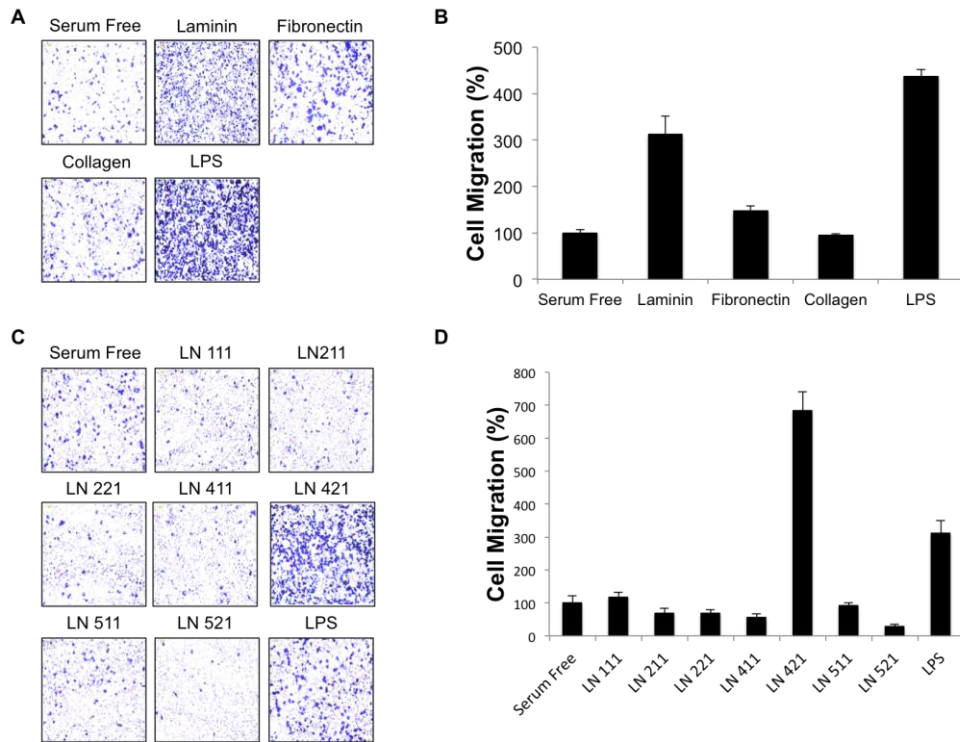 A
Serum Free Laminin Fibronectin
Collagen LPS
B
Cell Migration (%)
500
400
300
200
100
0
Serum Free Laminin Fibronectin Collagen LPS
C
Serum Free LN 111 LN211
LN 221 LN 411 LN 421
LN 511 LN 521 LPS
D
Cell Migration (%)
800
700
600
500
400
300
200
100
0
Serum Free LN 111 LN 211 LN 221 LN 411 LN 421 LN 511 LN 521 LPS